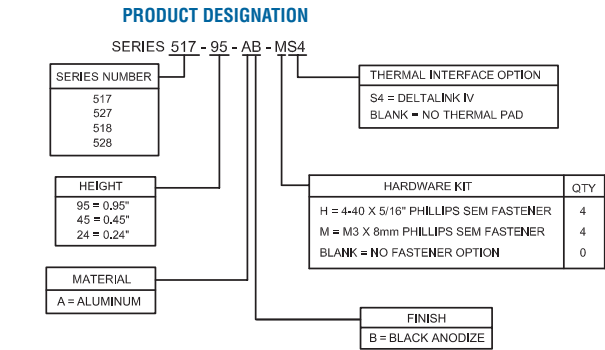 PRODUCT DESIGNATION
SERIES 517 - 95 - AB - MS4
SERIES NUMBER
517
527
518
528
THERMAL INTERFACE OPTION
S4 = DELTALINK IV
BLANK = NO THERMAL PAD
HEIGHT
95 = 0.95"
45 = 0.45"
24 = 0.24"
HARDWARE KIT QTY
H = 4-40 X 5/16" PHILLIPS SEM FASTENER 4
M = M3 X 8mm PHILLIPS SEM FASTENER 4
BLANK = NO FASTENER OPTION 0
MATERIAL
A = ALUMINUM
FINISH
B = BLACK ANODIZE